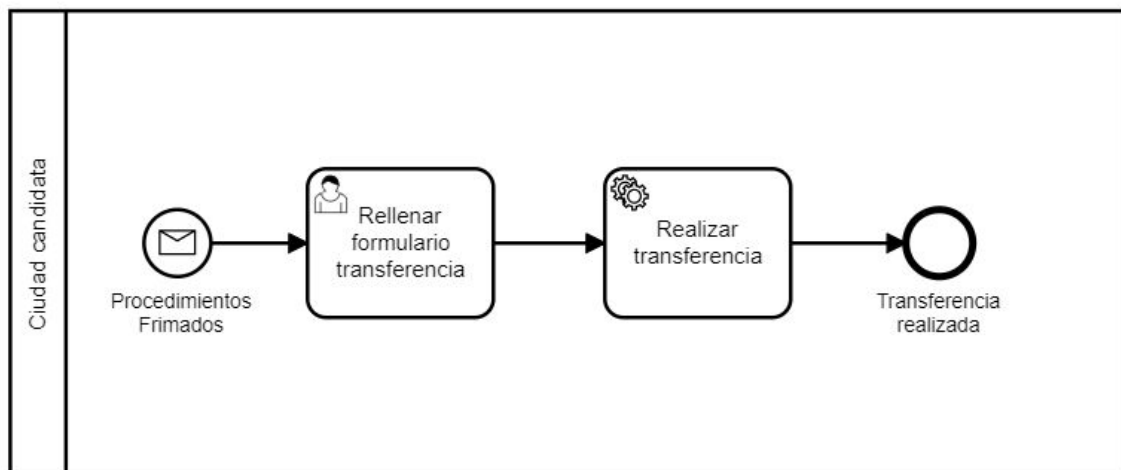 Ciudad candidata
Procedimientos
Frimados
Rellenar
formulario
transferencia
Realizar
transferencia
Transferencia
realizada